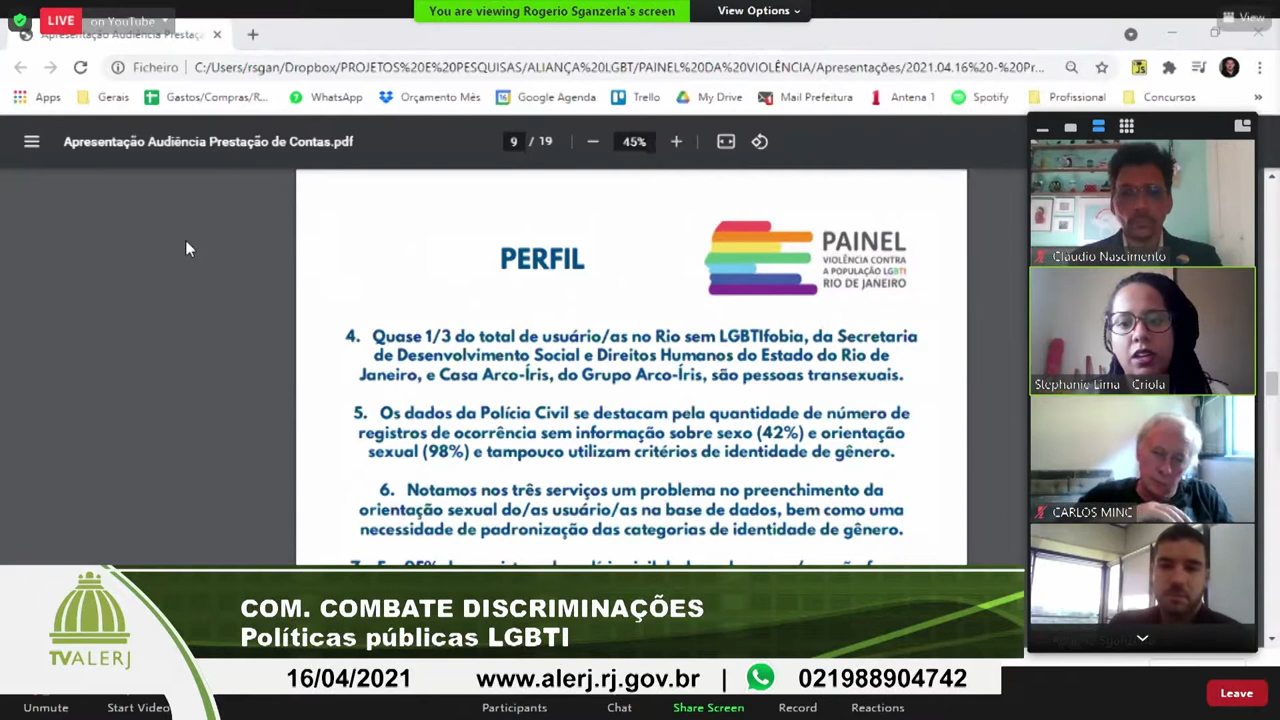 LIVE on YouTube
You are viewing Rogerio Sganzerla's screen
View Options
View
Apresentação Audiência Prestaç
Ficheiro
C:/Users/rsgan/Dropbox/PROJETOS%20E%20PESQUISAS/ALIANÇA%20LGBT/PAINEL%20DA%20VIOLÊNCIA/Apresentações/2021.04.16%20-%20Pr...
Apps
Gerais
Gastos/Compras/R...
WhatsApp
Orçamento Mês
Google Agenda
Trello
My Drive
Mail Prefeitura
Antena 1
Spotify
Profissional
Concursos
Apresentação Audiência Prestação de Contas.pdf
9 / 19
45%
PERFIL
PAINEL
VIOLÊNCIA CONTRA
A POPULAÇÃO LGBTI
RIO DE JANEIRO
4. Quase 1/3 do total de usuário/as no Rio sem LGBTIfobia, da Secretaria
de Desenvolvimento Social e Direitos Humanos do Estado do Rio de
Janeiro, e Casa Arco-Íris, do Grupo Arco-Íris, são pessoas transexuais.
5. Os dados da Polícia Civil se destacam pela quantidade de número de
registros de ocorrência sem informação sobre sexo (42%) e orientação
sexual (98%) e tampouco utilizam critérios de identidade de gênero.
6. Notamos nos três serviços um problema no preenchimento da
orientação sexual do/as usuário/as na base de dados, bem como uma
necessidade de padronização das categorias de identidade de gênero.
Cláudio Nascimento
Stephanie Lima - Criola
CARLOS MINC
COM. COMBATE DISCRIMINAÇÕES
Políticas públicas LGBTI
TVALERJ
16/04/2021 www.alerj.rj.gov.br | 021988904742
Unmute
Start Video
Participants
Chat
Share Screen
Record
Reactions
Leave